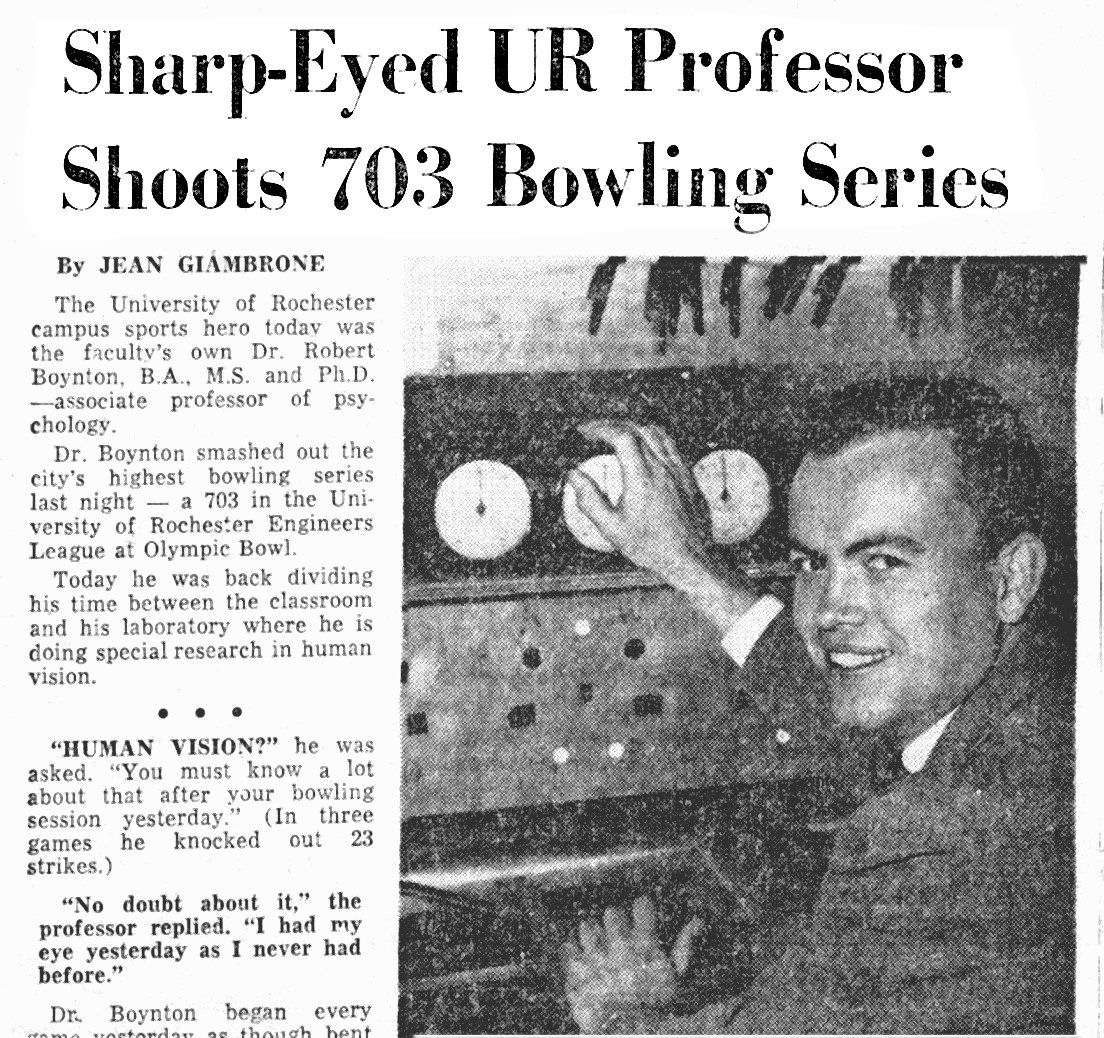 Sharp-Eyed UR Professor
Shoots 703 Bowling Series
By JEAN GIAMBRONE
The University of Rochester
campus sports hero today was
the faculty's own Dr. Robert
Boynton, B.A., M.S. and Ph.D.
—associate professor of psy-
chology.
Dr. Boynton smashed out the
city's highest bowling series
last night — a 703 in the Uni-
versity of Rochester Engineers
League at Olympic Bowl.
Today he was back dividing
his time between the classroom
and his laboratory where he is
doing special research in human
vision.
• • •
“HUMAN VISION?” he was
asked. “You must know a lot
about that after your bowling
session yesterday.” (In three
games he knocked out 23
strikes.)
“No doubt about it,” the
professor replied. “I had my
eye yesterday as I never had
before.”
Dr. Boynton began every
game yesterday as though bent